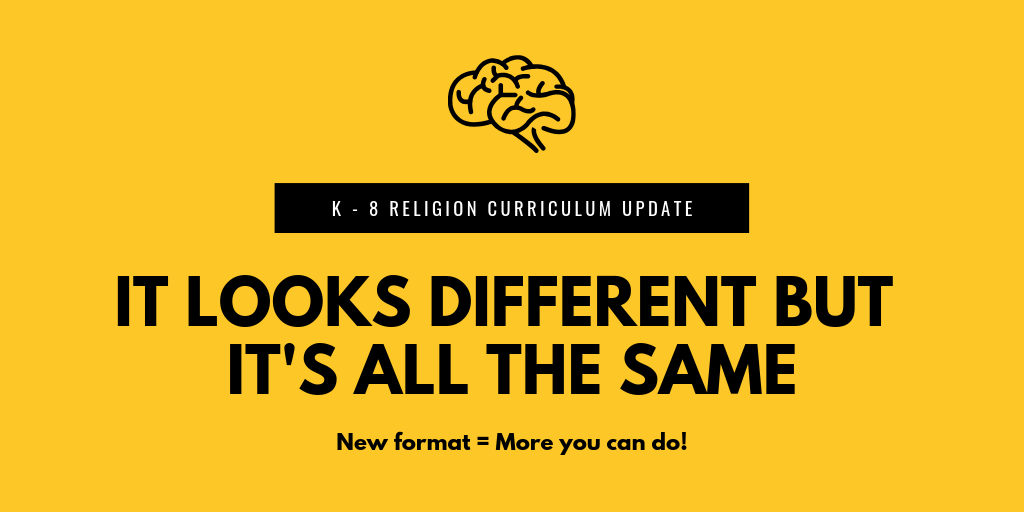 K - 8 RELIGION CURRICULUM UPDATE
IT LOOKS DIFFERENT BUT
IT'S ALL THE SAME
New format = More you can do!